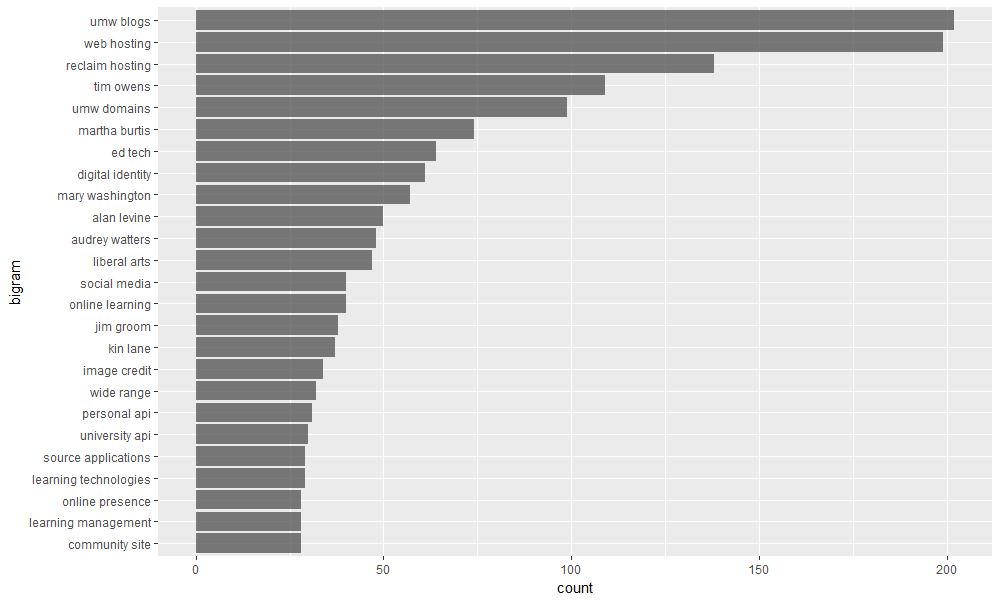 umw blogs
web hosting
reclaim hosting
tim owens
umw domains
martha burtis
ed tech
digital identity
mary washington
alan levine
audrey watters
liberal arts
social media
online learning
jim groom
kin lane
image credit
wide range
personal api
university api
source applications
learning technologies
online presence
learning management
community site
bigram
0 50 100 150 200
count